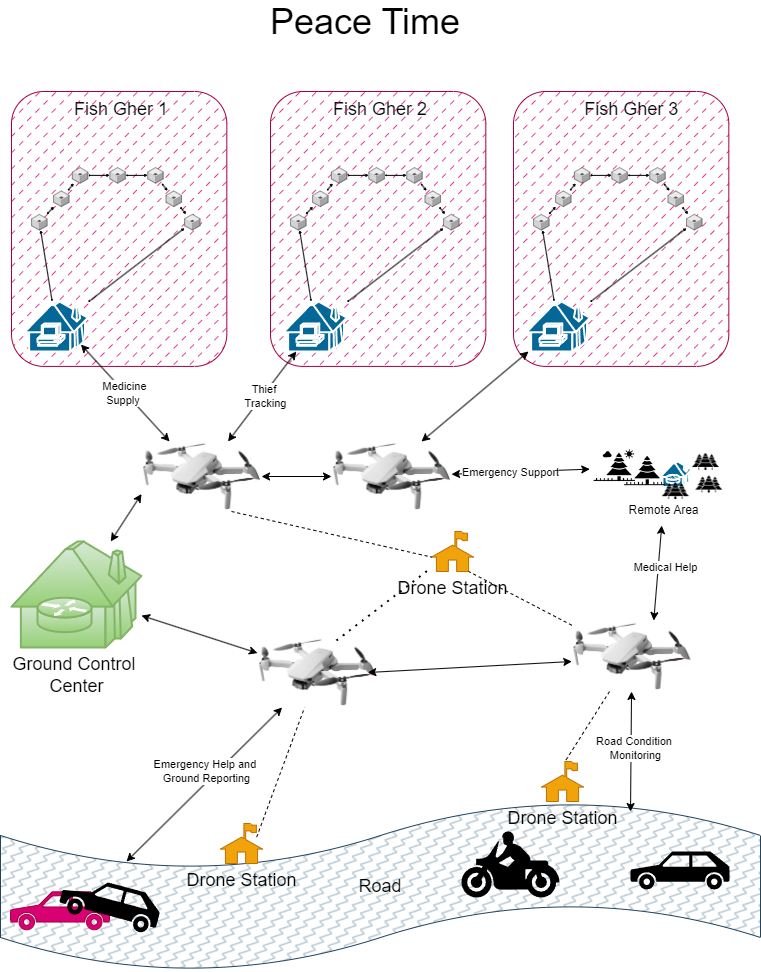 Peace Time
Fish Gher 1
Fish Gher 2
Fish Gher 3
Medicine
Supply
Thief
Tracking
Emergency Support
Remote Area
Medical Help
Drone Station
Ground Control
Center
Road Condition
Monitoring
Emergency Help and
Ground Reporting
Drone Station
Drone Station
Road